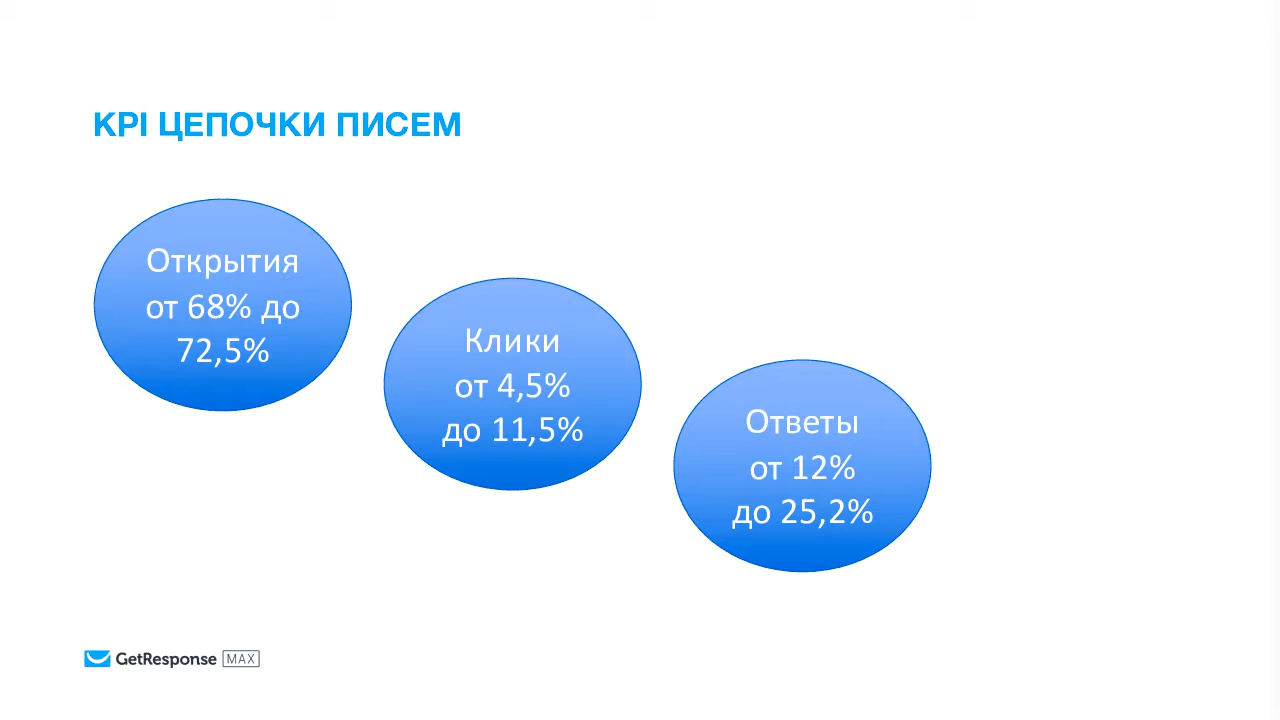 KPI ЦЕПОЧКИ ПИСЕМ
Открытия
от 68% до
72,5%
Клики
от 4,5%
до 11,5%
Ответы
от 12%
до 25,2%
GetResponse MAX